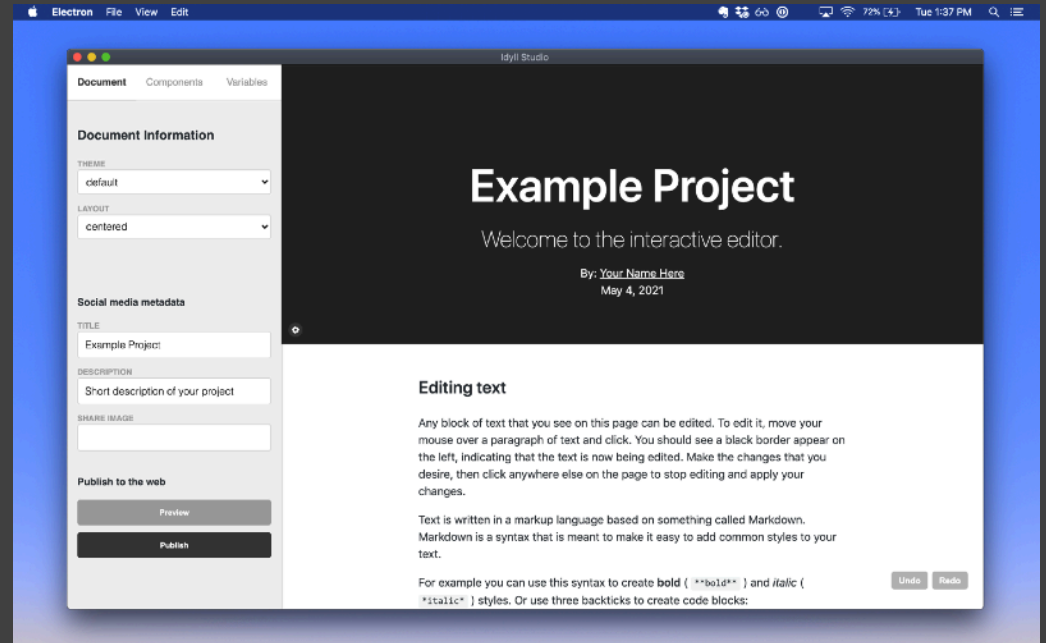 Electron File View Edit
72% Tue 1:37 PM
Idyll Studio
Document Components Variables
Document Information
THEME
default
LAYOUT
centered
Social media metadata
TITLE
Example Project
DESCRIPTION
Short description of your project
SHARE IMAGE
Publish to the web
Preview
Publish
Example Project
Welcome to the interactive editor.
By: Your Name Here
May 4, 2021
Editing text
Any block of text that you see on this page can be edited. To edit it, move your
mouse over a paragraph of text and click. You should see a black border appear on
the left, indicating that the text is now being edited. Make the changes that you
desire, then click anywhere else on the page to stop editing and apply your
changes.
Text is written in a markup language based on something called Markdown.
Markdown is a syntax that is meant to make it easy to add common styles to your
text.
For example you can use this syntax to create bold ( **bold** ) and italic (
*italic* ) styles. Or use three backticks to create code blocks:
Undo Redo